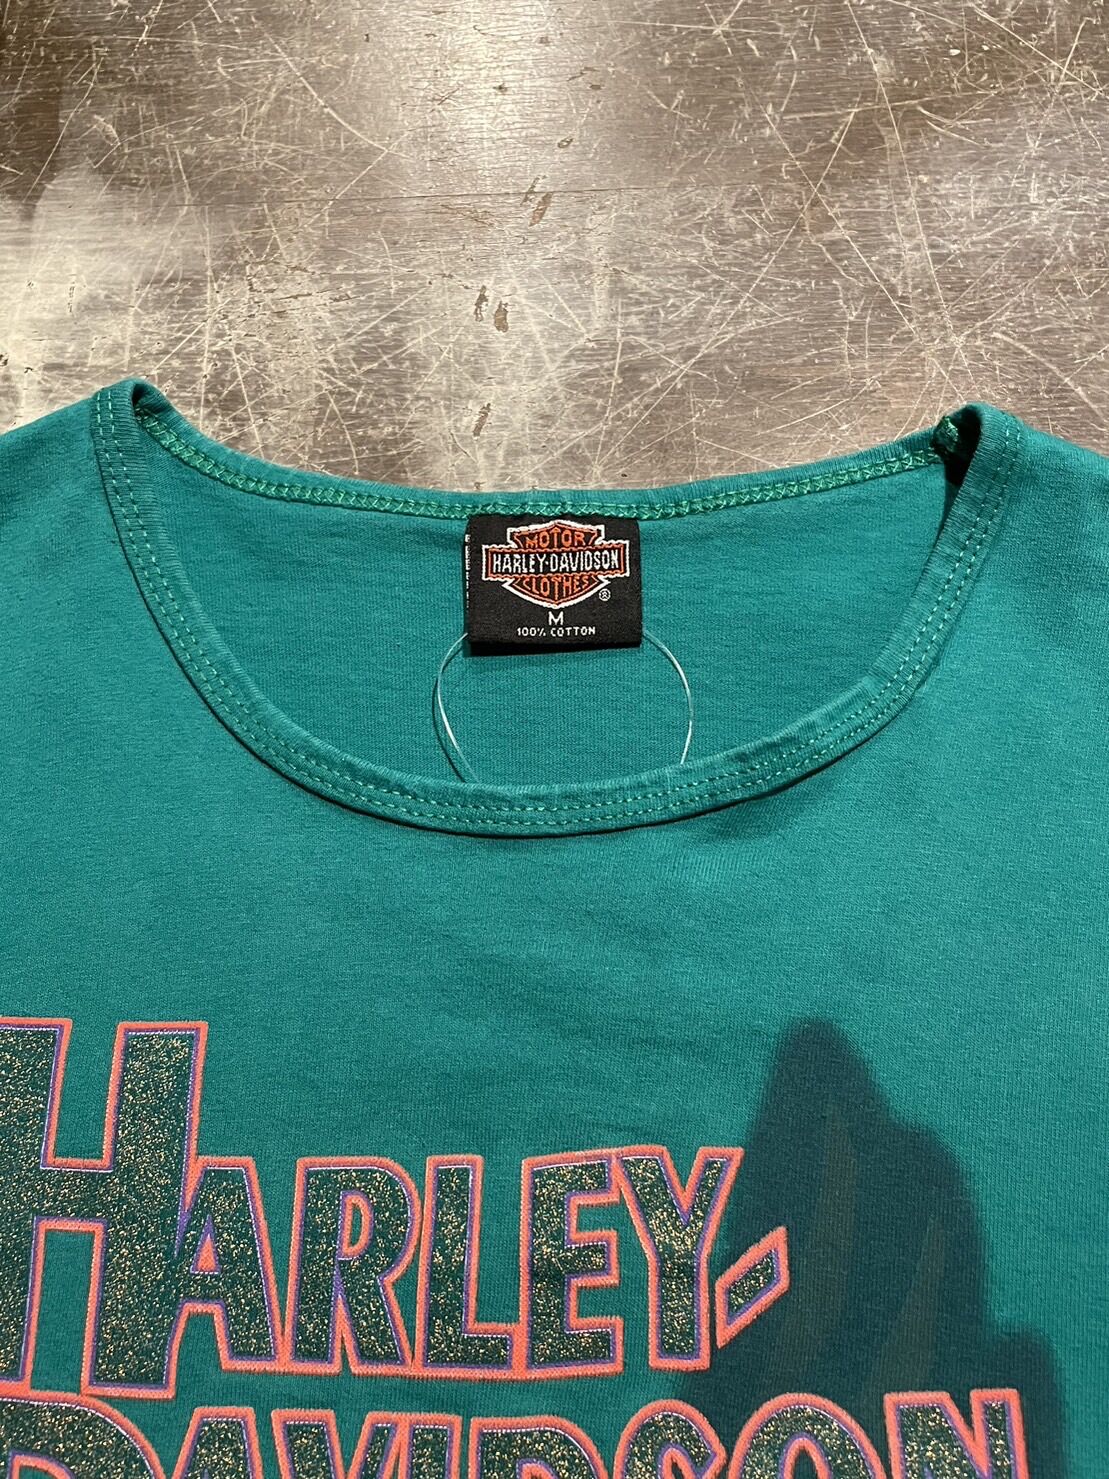 MOTOR
HARLEY-DAVIDSON
CLOTHES
®
M
100% COTTON
HARLEY-
DAVIDSON